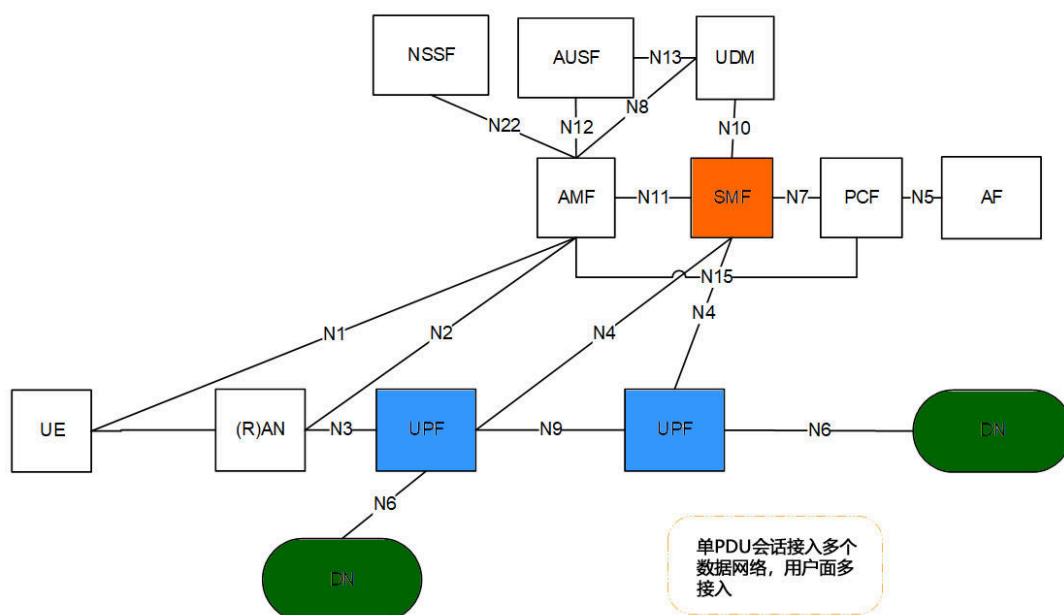 NSSF
AUSF
N13
UDM
N22
N12
N8
N10
AMF
N11
SMF
N7
PCF
N5
AF
N15
N1
N2
N4
N4
UE
(R)AN
N3
UPF
N9
UPF
N6
DN
N6
DN
单PDU会话接入多个
数据网络，用户面多
接入